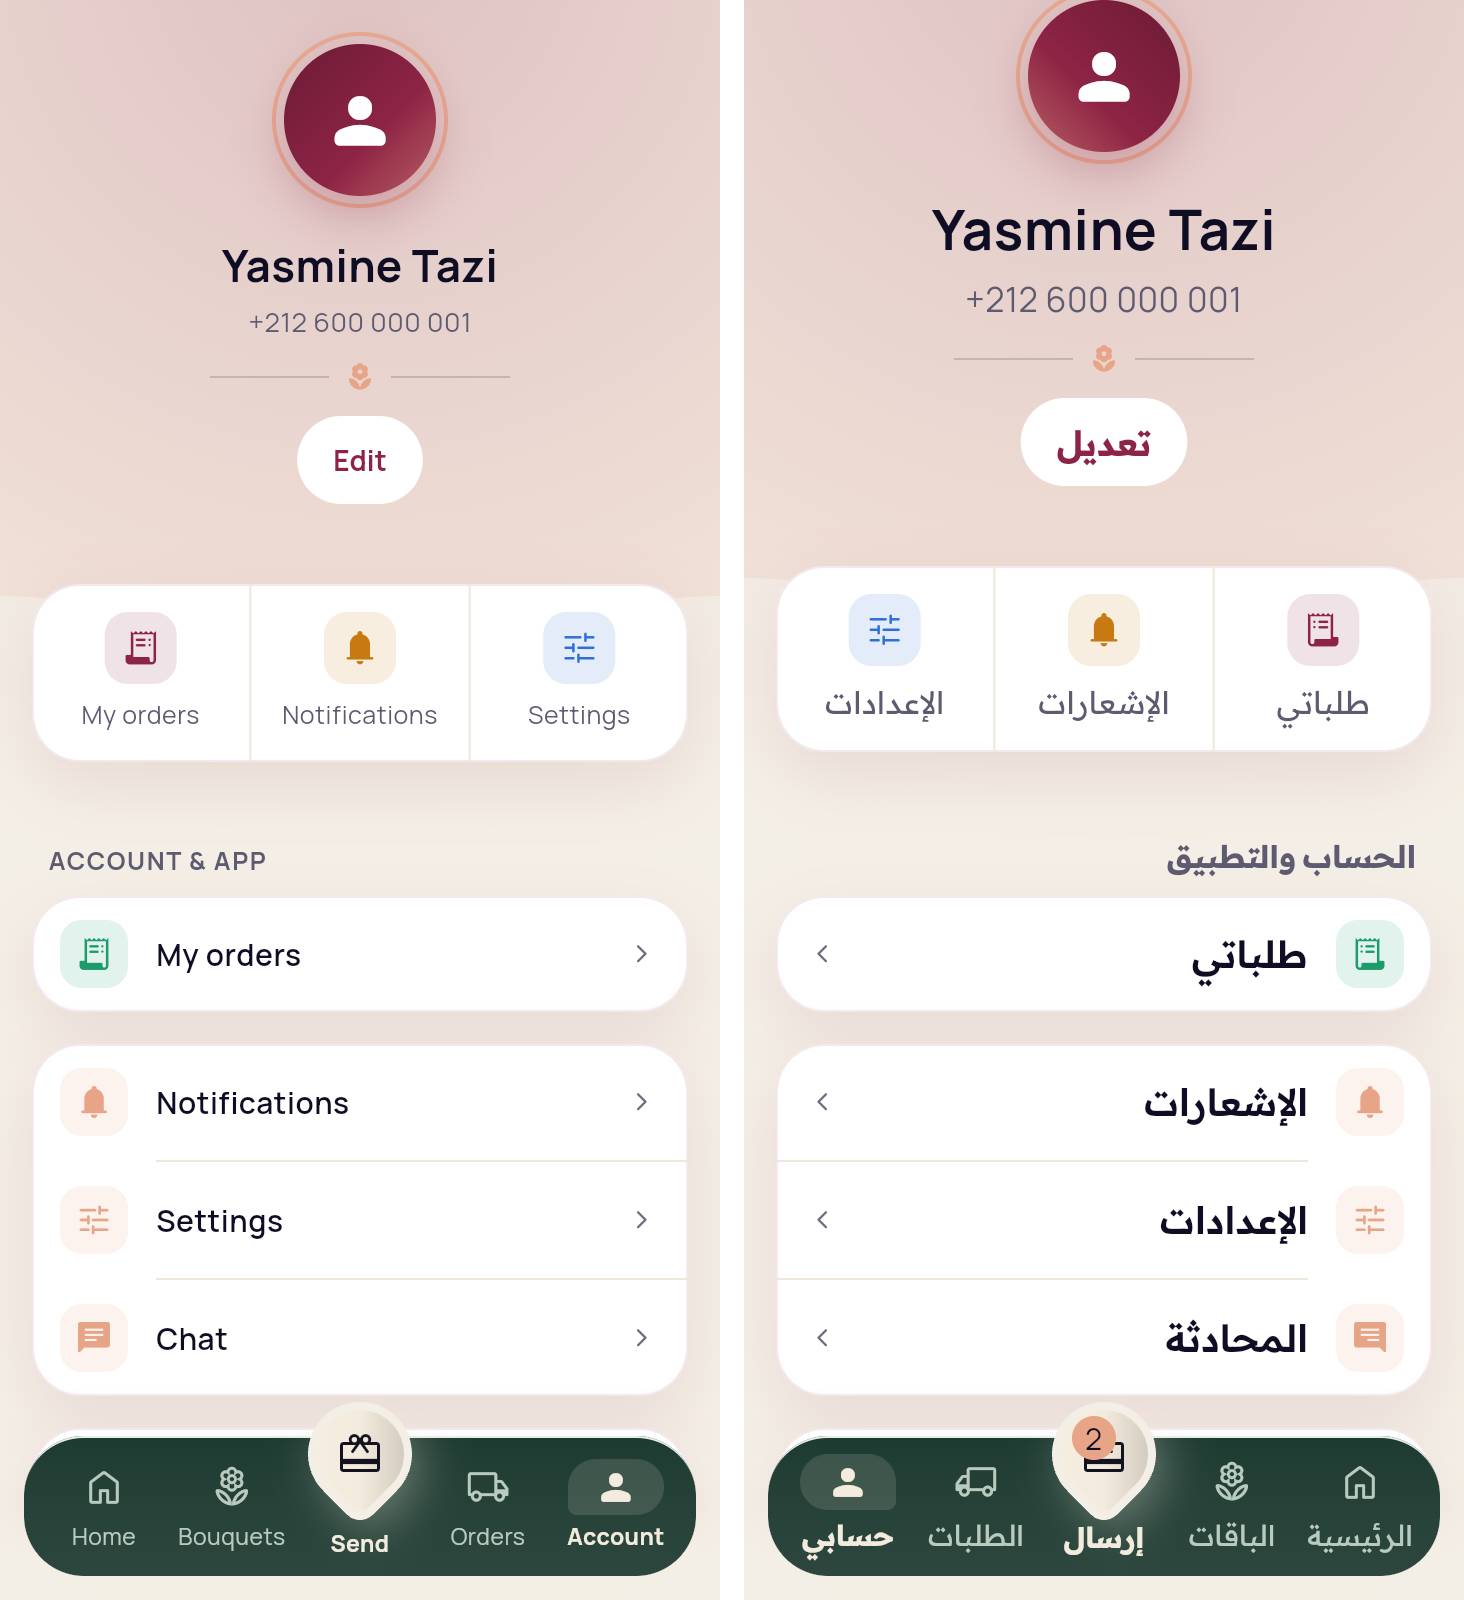 Yasmine Tazi
+212 600 000 001
Edit
My orders
Notifications
Settings
ACCOUNT & APP
My orders
Notifications
Settings
Chat
Home
Bouquets
Send
Orders
Account
Yasmine Tazi
+212 600 000 001
تعديل
طلباتي
الإشعارات
الإعدادات
الحساب والتطبيق
طلباتي
الإشعارات
الإعدادات
المحادثة
2
الرئيسية
الباقات
إرسال
الطلبات
حسابي